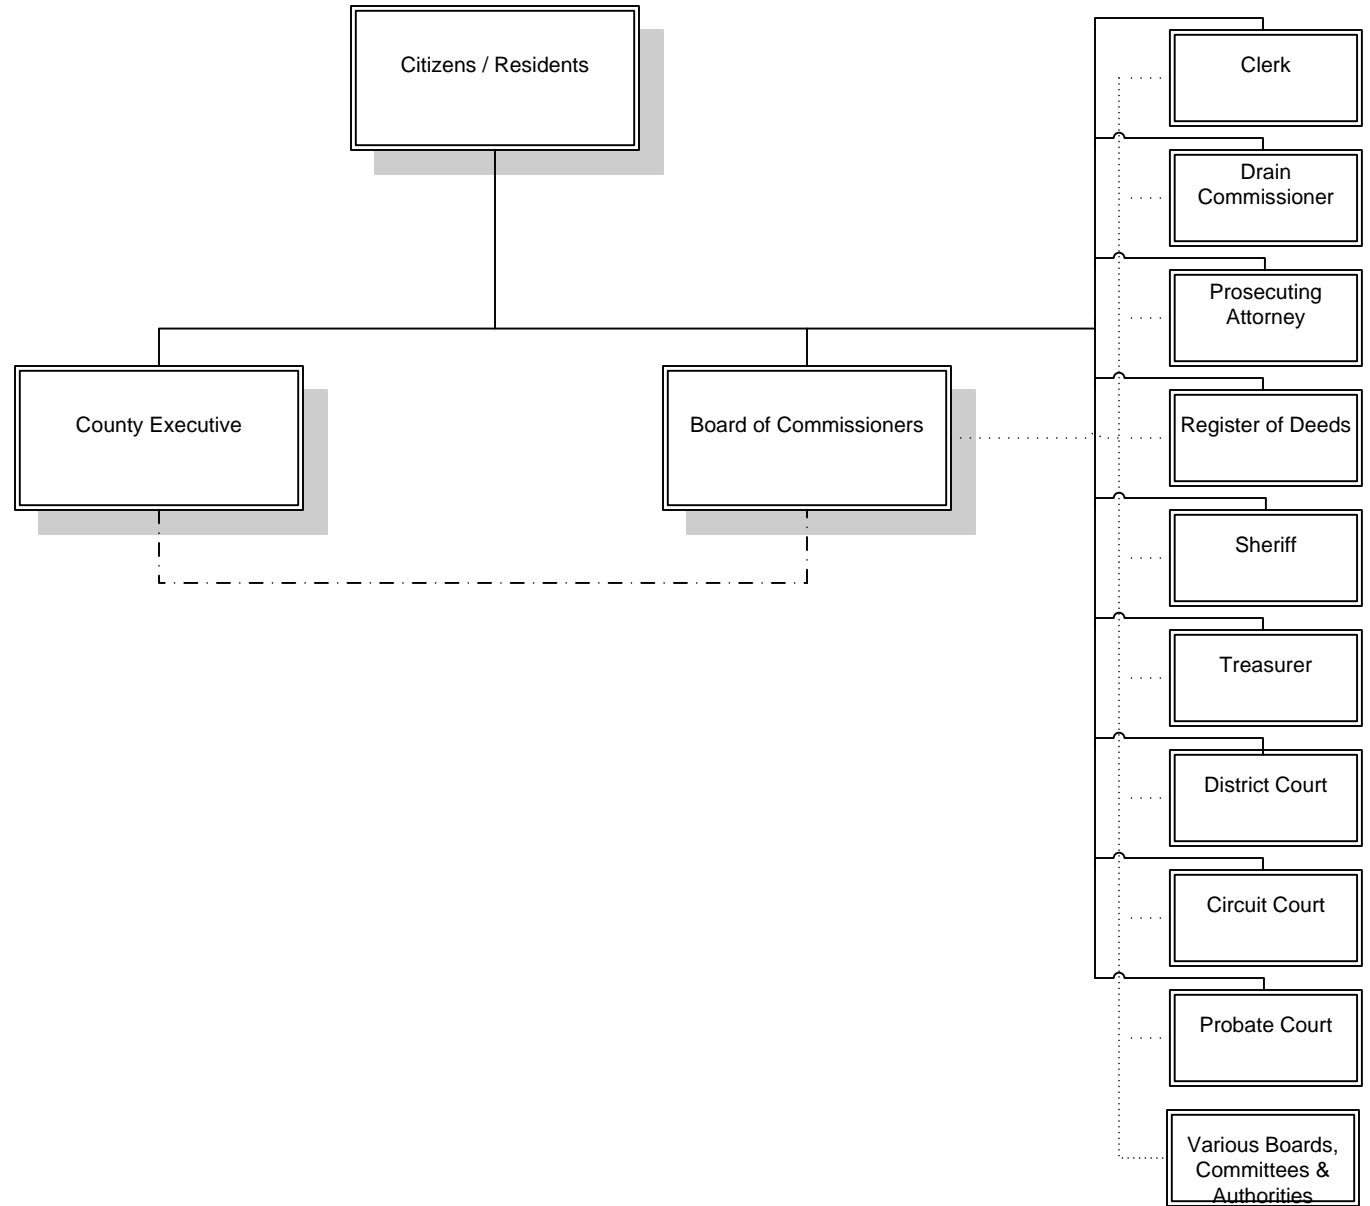 Citizens / Residents
County Executive
Board of Commissioners
Clerk
Drain
Commissioner
Prosecuting
Attorney
Register of Deeds
Sheriff
Treasurer
District Court
Circuit Court
Probate Court
Various Boards,
Committees &
Authorities